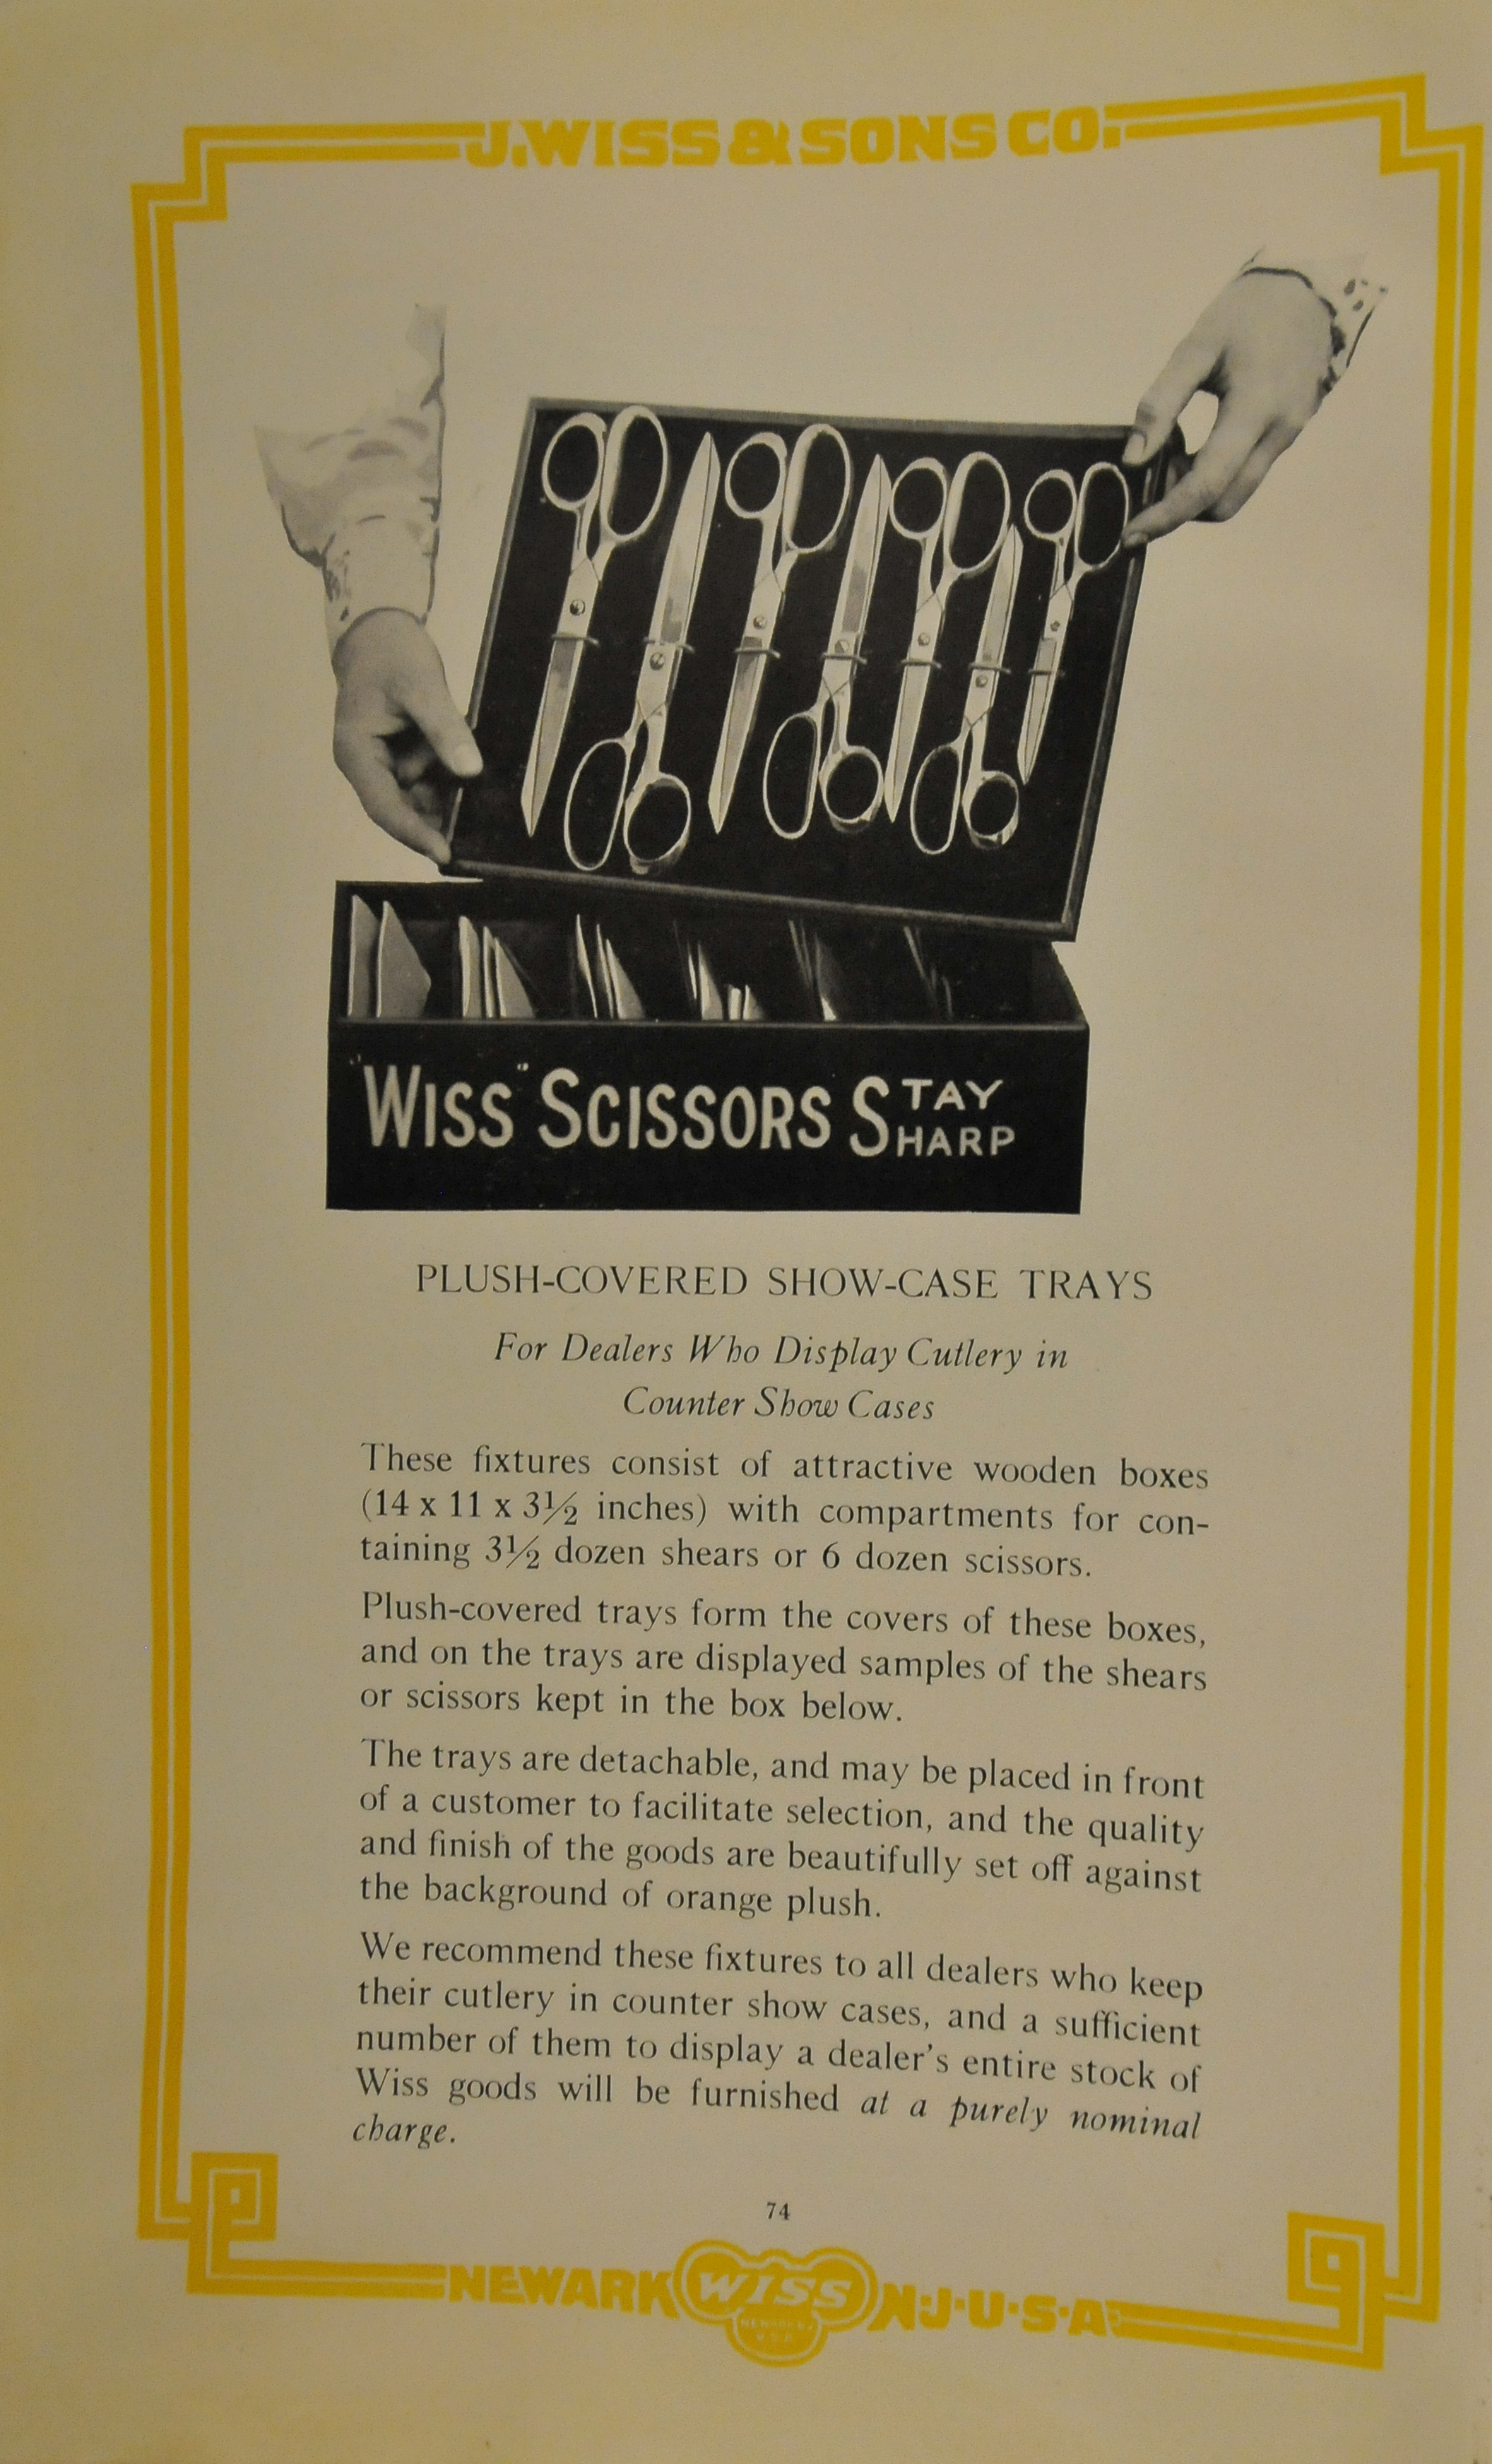 J. WISS & SONS CO.
"WISS" SCISSORS STAY
SHARP
PLUSH-COVERED SHOW-CASE TRAYS
For Dealers Who Display Cutlery in
Counter Show Cases
These fixtures consist of attractive wooden boxes
(14 x 11 x 3½ inches) with compartments for con-
taining 3½ dozen shears or 6 dozen scissors.
Plush-covered trays form the covers of these boxes,
and on the trays are displayed samples of the shears
or scissors kept in the box below.
The trays are detachable, and may be placed in front
of a customer to facilitate selection, and the quality
and finish of the goods are beautifully set off against
the background of orange plush.
We recommend these fixtures to all dealers who keep
their cutlery in counter show cases, and a sufficient
number of them to display a dealer's entire stock of
Wiss goods will be furnished at a purely nominal
charge.
74
NEWARK WISS N·J·U·S·A·